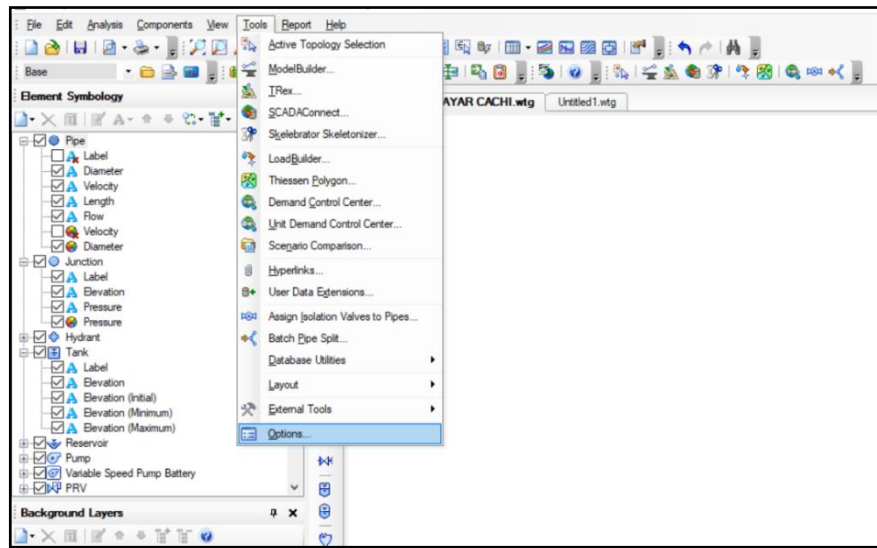 File Edit Analysis Components View Tools Report Help
Base
AYAR CACHI.wtg Untitled1.wtg
Element Symbology
Pipe
Label
Diameter
Velocity
Length
Flow
Velocity
Diameter
Junction
Label
Elevation
Pressure
Pressure
Hydrant
Tank
Label
Elevation
Elevation (Initial)
Elevation (Minimum)
Elevation (Maximum)
Reservoir
Pump
Variable Speed Pump Battery
PRV
Background Layers
Active Topology Selection
ModelBuilder...
TRex...
SCADAConnect...
Skelebrator Skeletonizer...
LoadBuilder...
Thiessen Polygon...
Demand Control Center...
Unit Demand Control Center...
Scenario Comparison...
Hyperlinks...
User Data Extensions...
Assign Isolation Valves to Pipes...
Batch Pipe Split...
Database Utilities
Layout
External Tools
Options...